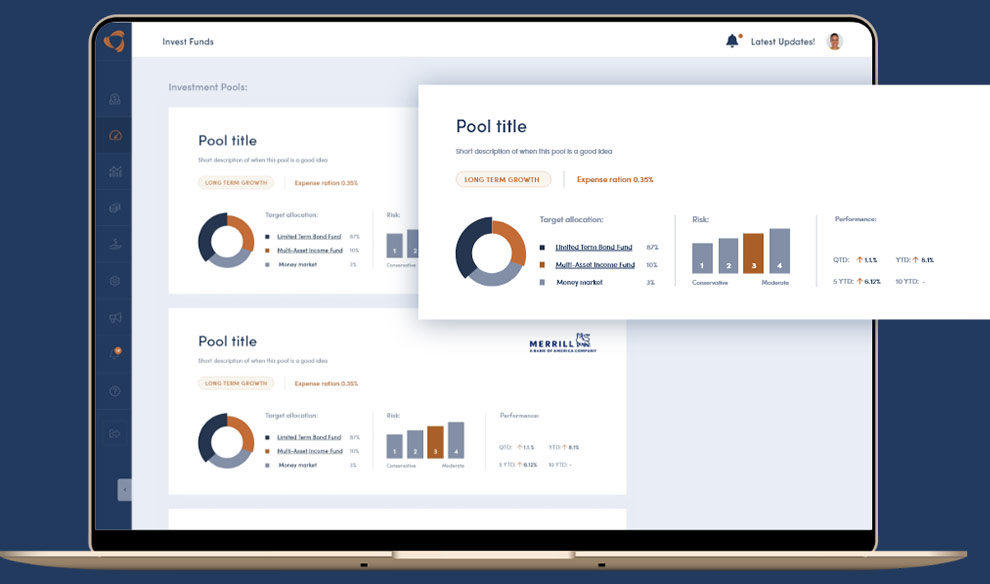 Invest Funds
Latest Updates!
Investment Pools:
Pool title
Short description of when this pool is a good idea
LONG TERM GROWTH
Expense ration 0.35%
Target allocation:
Limited Term Bond Fund 87%
Multi-Asset Income Fund 10%
Money market 3%
Risk:
1 2
Conservative
Pool title
Short description of when this pool is a good idea
LONG TERM GROWTH
Expense ration 0.35%
Target allocation:
Limited Term Bond Fund 87%
Multi-Asset Income Fund 10%
Money market 3%
Risk:
1 2 3 4
Conservative Moderate
Performance:
QTD: 1.1% YTD: 8.1%
5 YTD: 6.12% 10 YTD: -
Pool title
MERRILL
A BANK OF AMERICA COMPANY
Short description of when this pool is a good idea
LONG TERM GROWTH
Expense ration 0.35%
Target allocation:
Limited Term Bond Fund 87%
Multi-Asset Income Fund 10%
Money market 3%
Risk:
1 2 3 4
Conservative Moderate
Performance:
QTD: 1.1% YTD: 8.1%
5 YTD: 6.12% 10 YTD: -